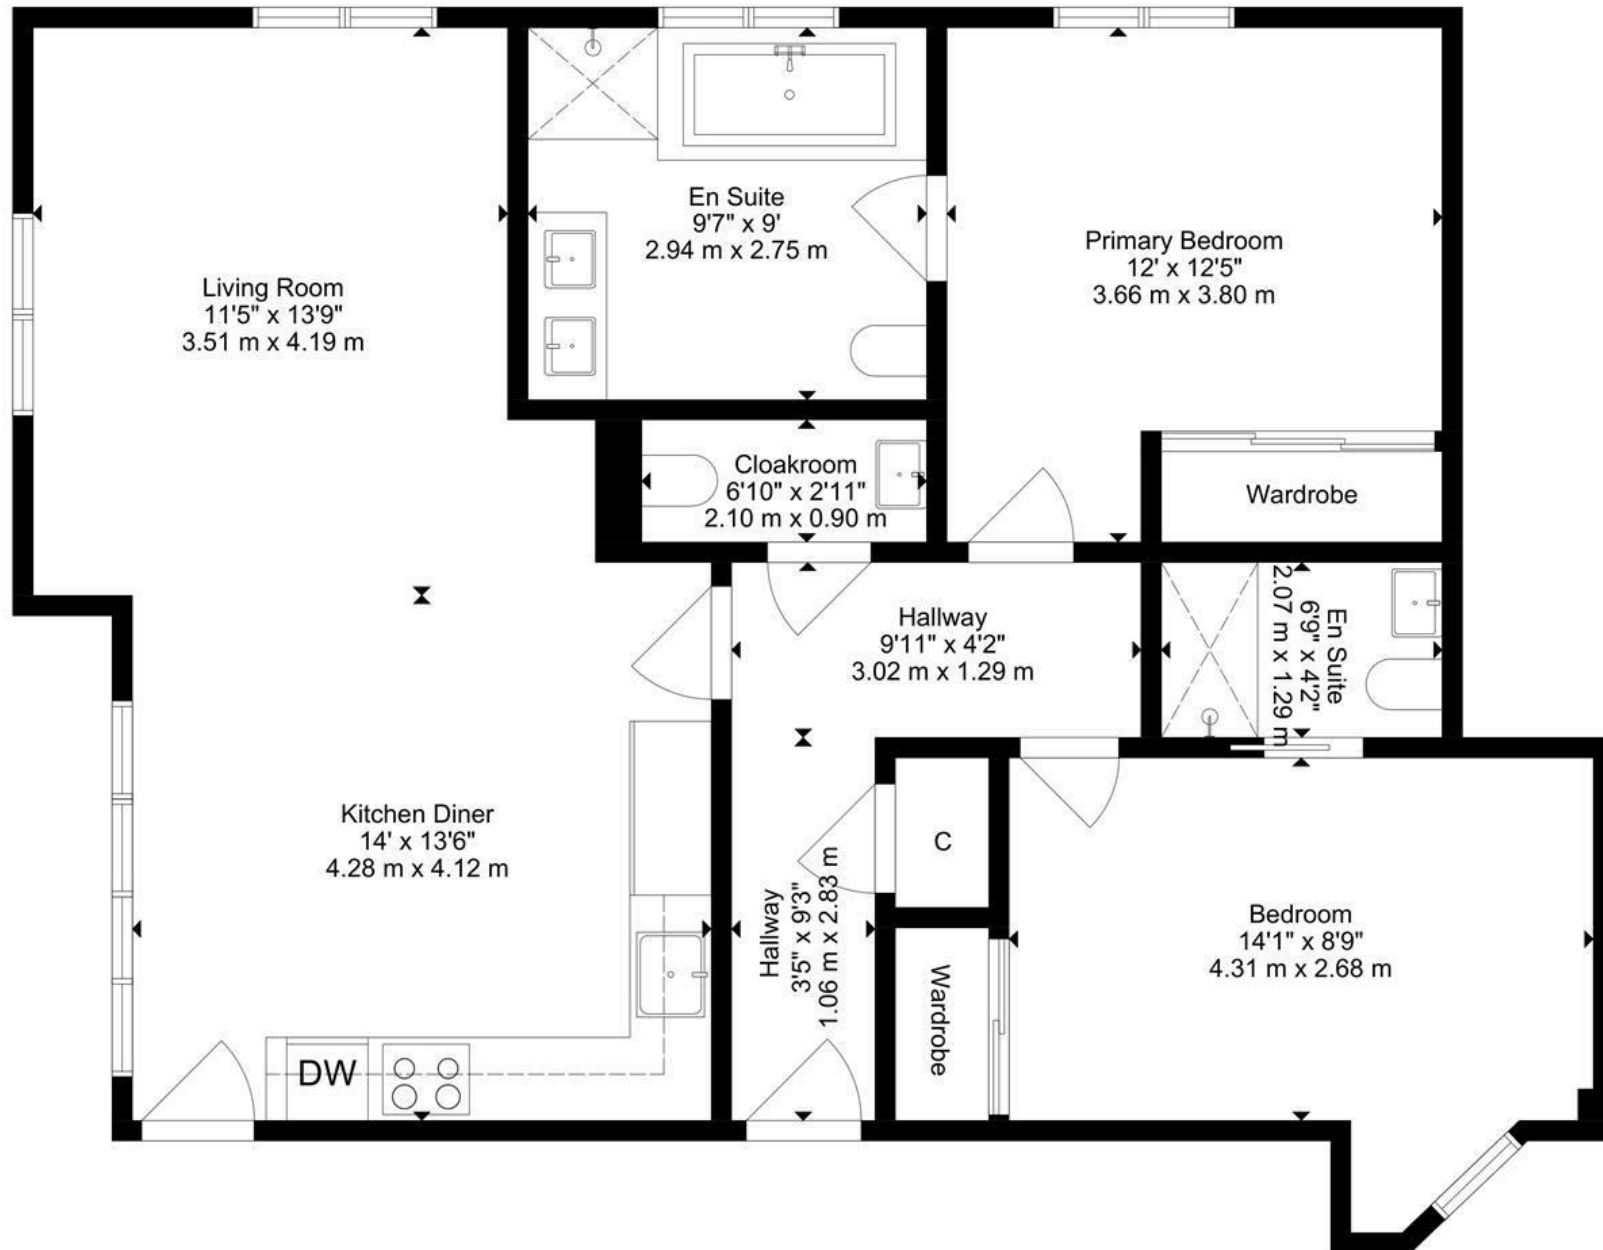 En Suite
9'7" x 9'
2.94 m x 2.75 m
Primary Bedroom
12' x 12'5"
3.66 m x 3.80 m
Living Room
11'5" x 13'9"
3.51 m x 4.19 m
Cloakroom
6'10" x 2'11"
2.10 m x 0.90 m
Wardrobe
Hallway
9'11" x 4'2"
3.02 m x 1.29 m
En Suite
6'9" x 4'2"
2.07 m x 1.29 m
Kitchen Diner
14' x 13'6"
4.28 m x 4.12 m
C
Hallway
3'5" x 9'3"
1.06 m x 2.83 m
Bedroom
14'1" x 8'9"
4.31 m x 2.68 m
Wardrobe
DW